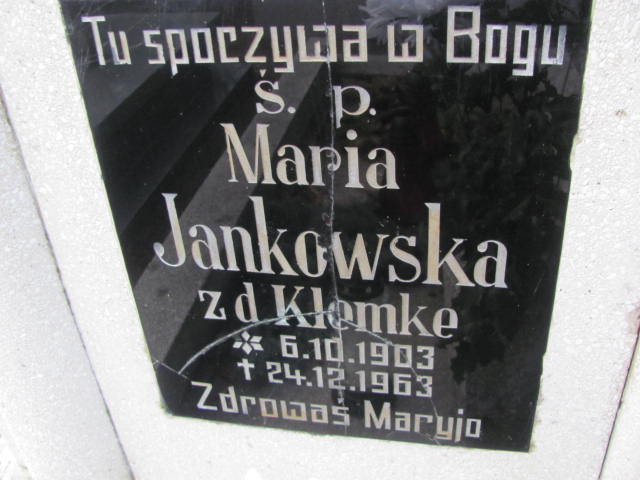 Tu spoczywa w Bogu
ś. p.
Maria
Jankowska
z d Klemke
* 6.10.1903
† 24.12.1963
Zdrowaś Maryjo